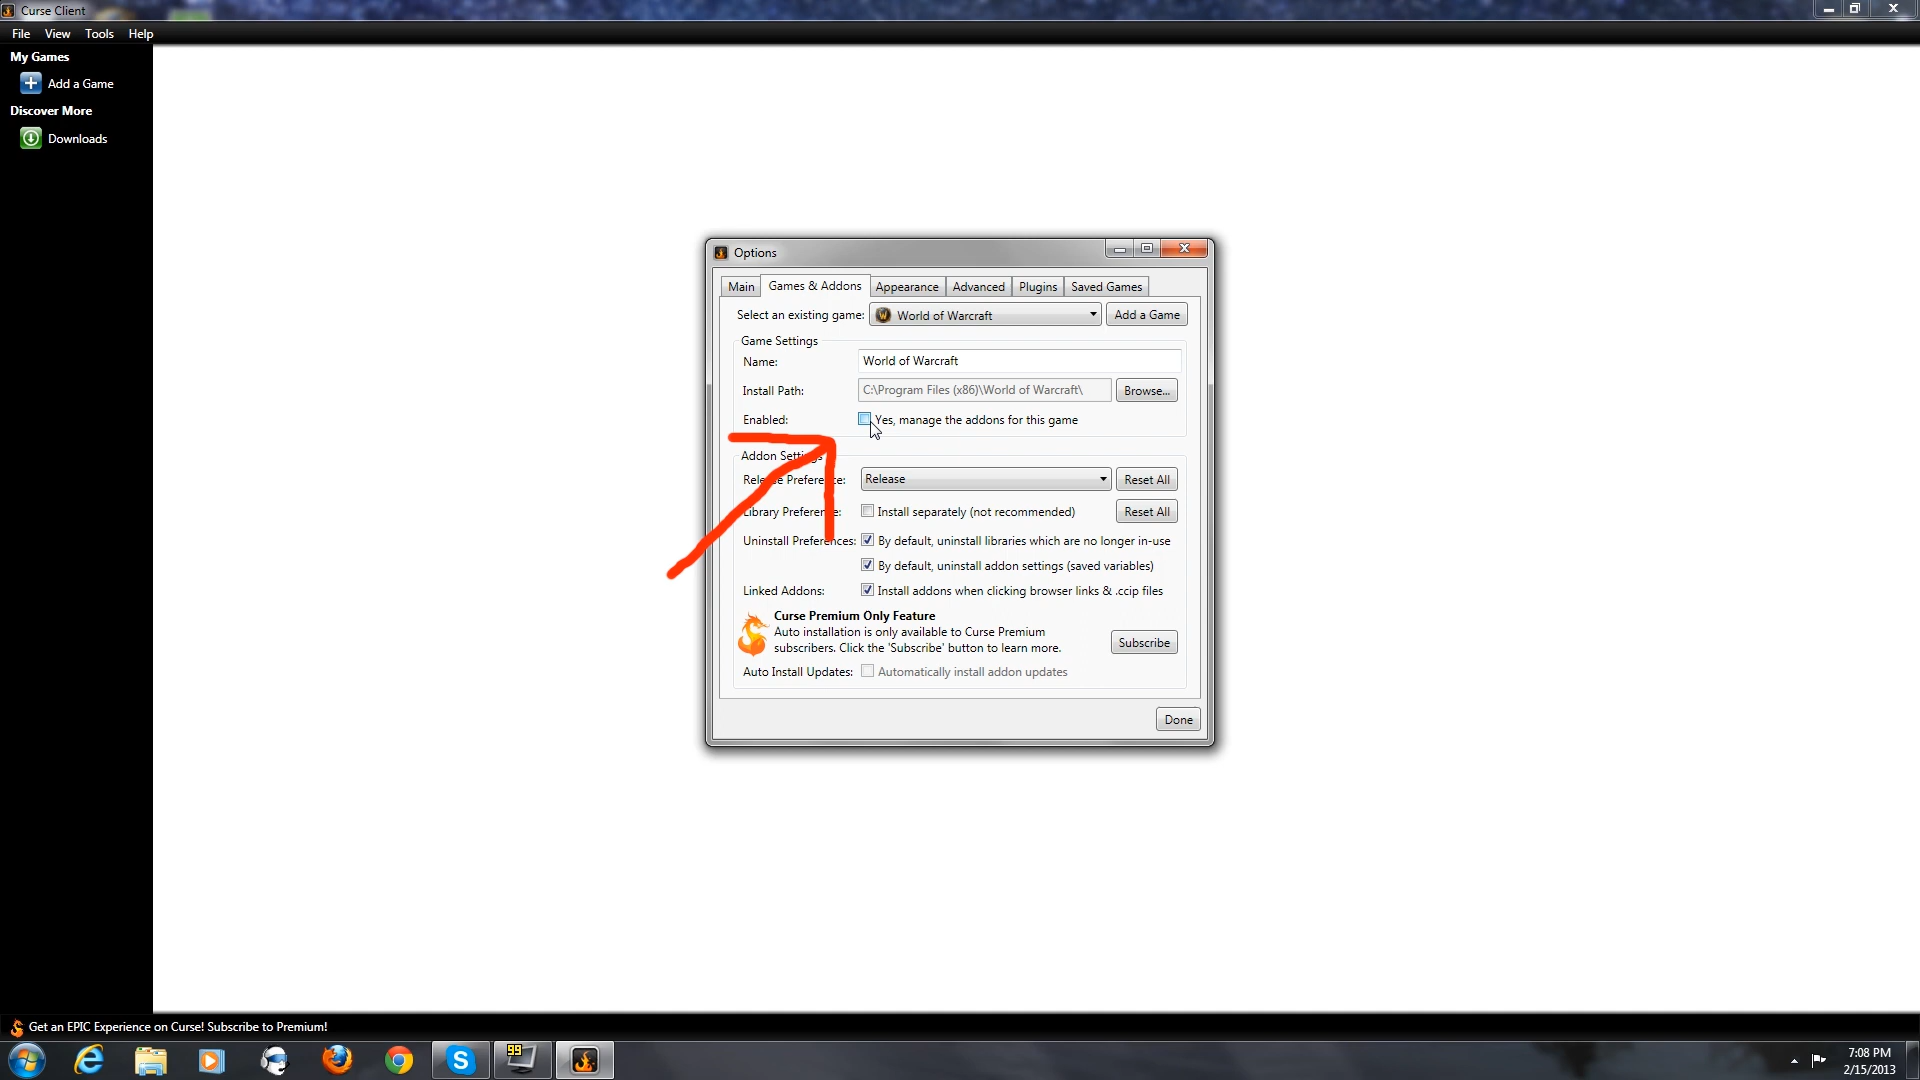 Curse Client
File View Tools Help
My Games
Add a Game
Discover More
Downloads
Options
Main Games & Addons Appearance Advanced Plugins Saved Games
Select an existing game: World of Warcraft Add a Game
Game Settings
Name: World of Warcraft
Install Path: C:\Program Files (x86)\World of Warcraft\ Browse...
Enabled: Yes, manage the addons for this game
Addon Settings
Release Preference: Release Reset All
Library Preference: Install separately (not recommended) Reset All
Uninstall Preferences: By default, uninstall libraries which are no longer in-use
By default, uninstall addon settings (saved variables)
Linked Addons: Install addons when clicking browser links & .ccip files
Curse Premium Only Feature
Auto installation is only available to Curse Premium
subscribers. Click the 'Subscribe' button to learn more.
Subscribe
Auto Install Updates: Automatically install addon updates
Done
Get an EPIC Experience on Curse! Subscribe to Premium!
99
7:08 PM
2/15/2013